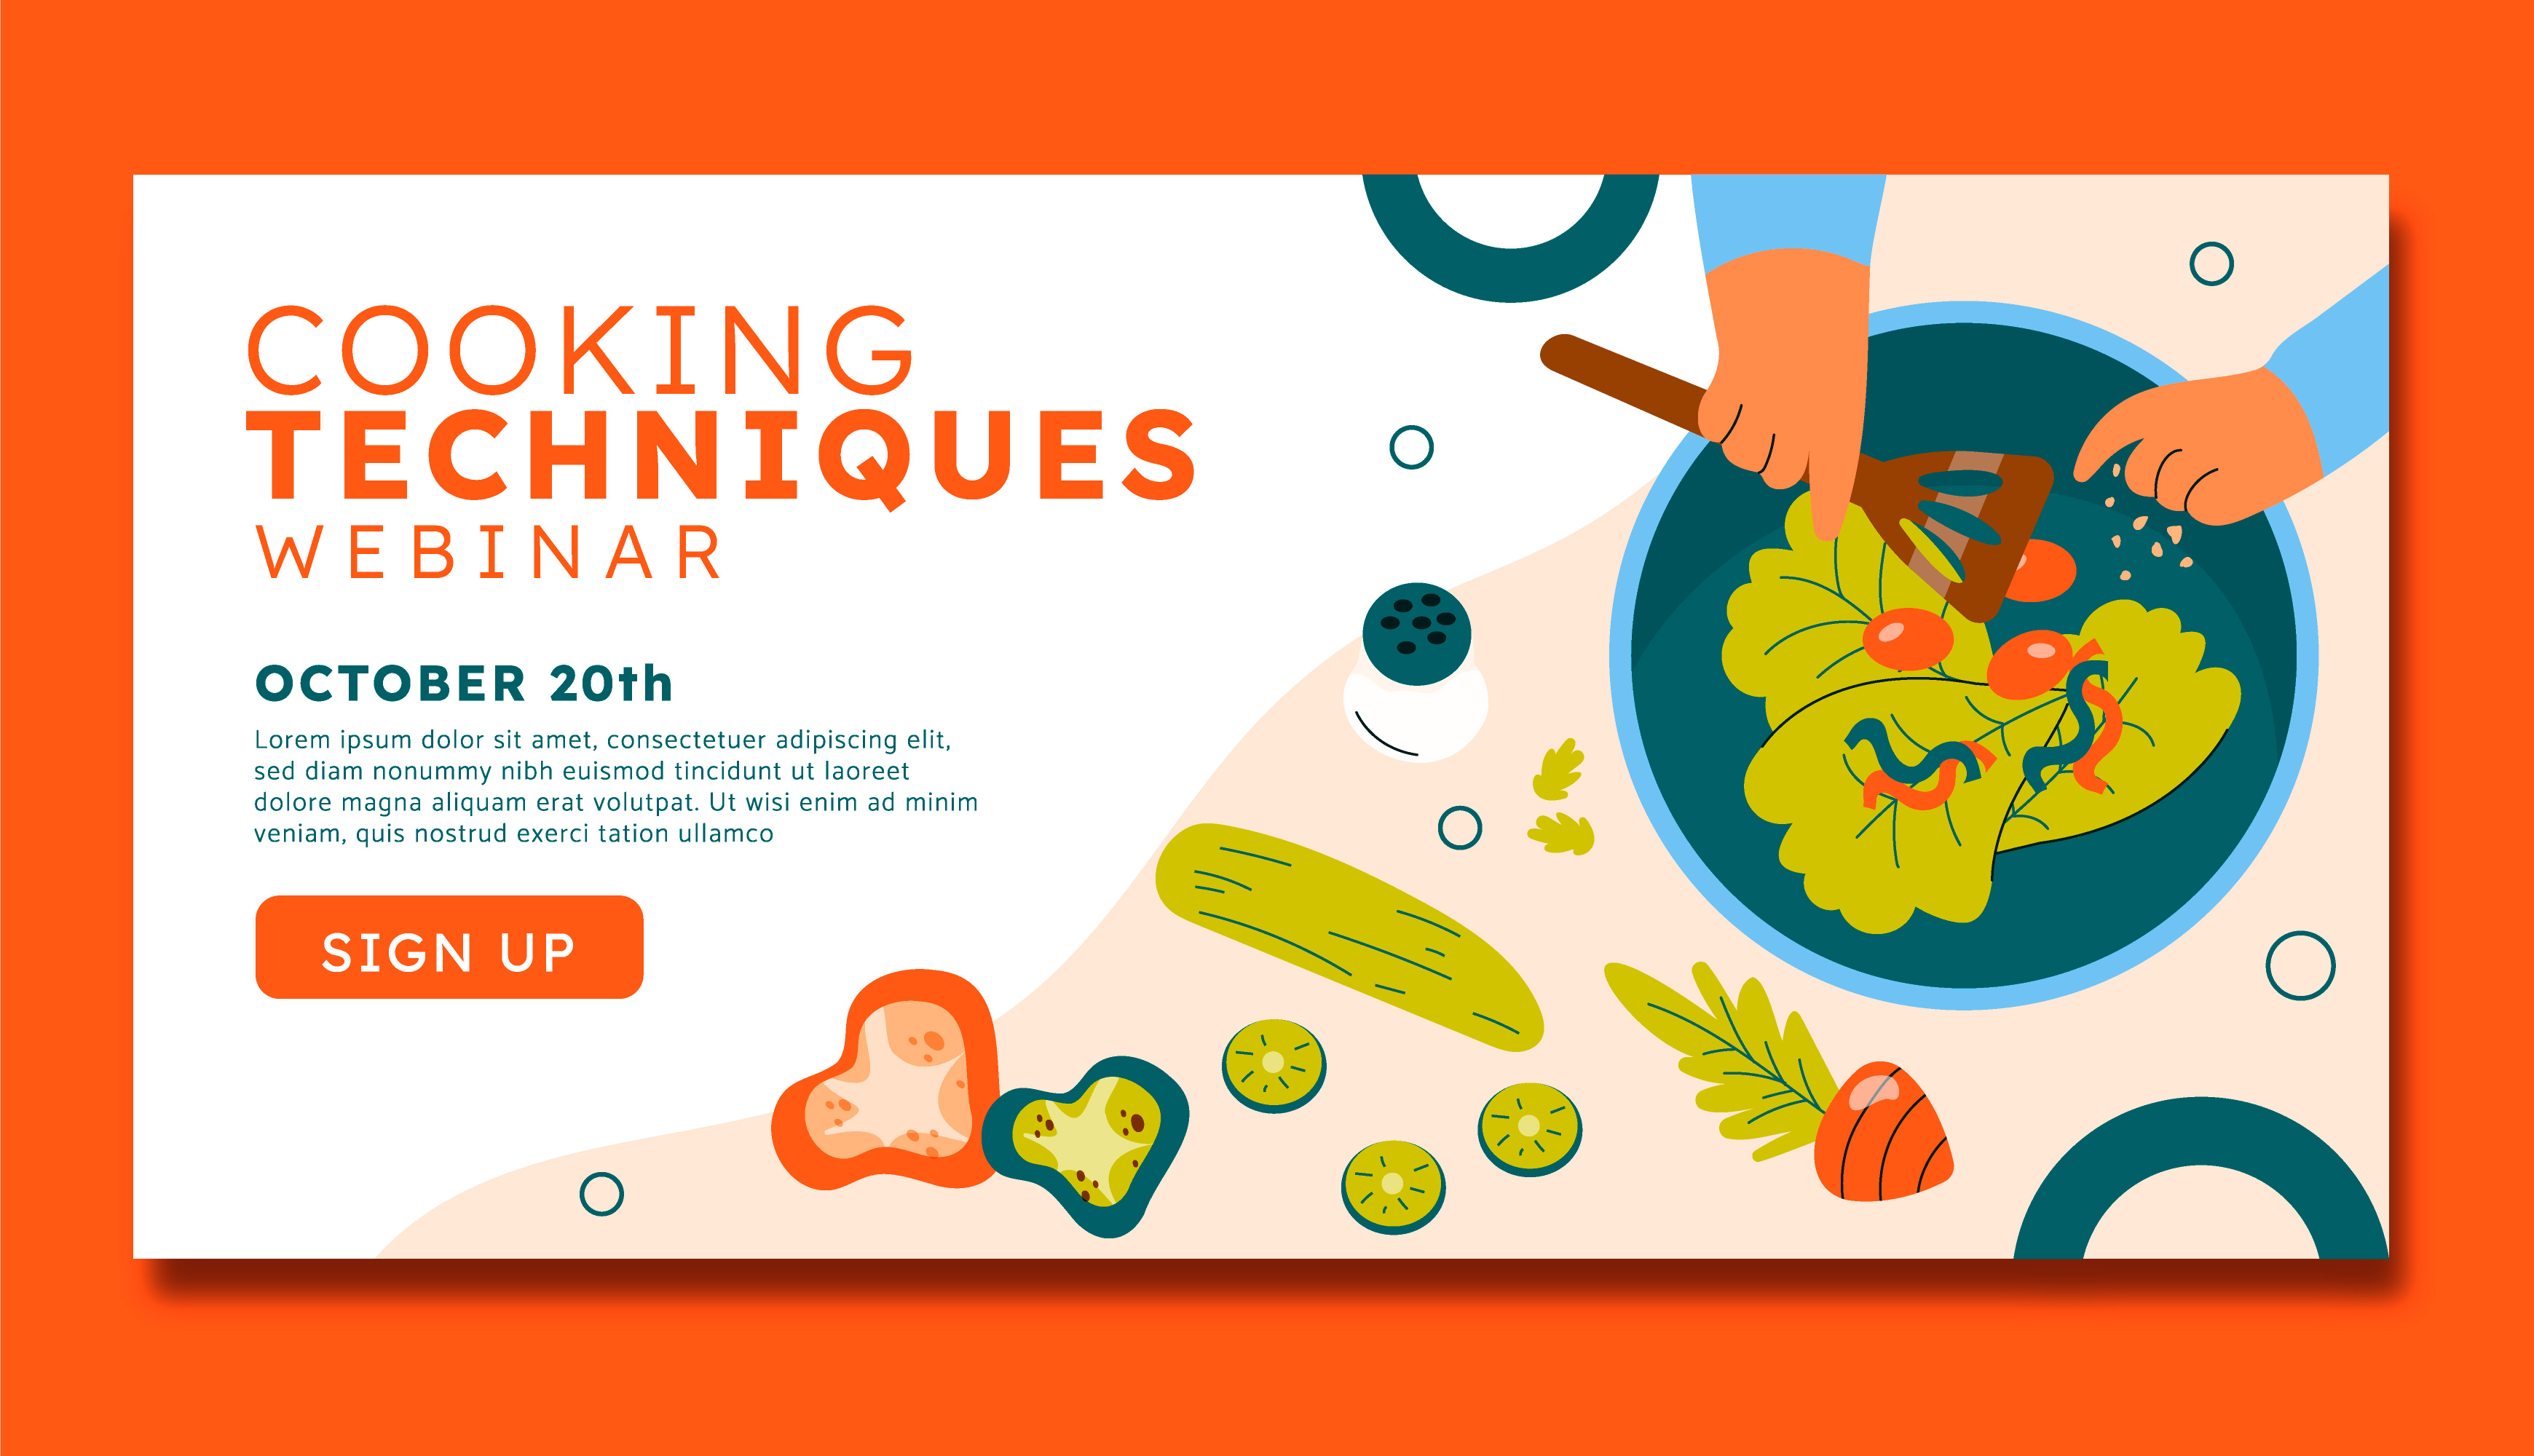 COOKING
TECHNIQUES
WEBINAR
OCTOBER 20th
Lorem ipsum dolor sit amet, consectetuer adipiscing elit,
sed diam nonummy nibh euismod tincidunt ut laoreet
dolore magna aliquam erat volutpat. Ut wisi enim ad minim
veniam, quis nostrud exerci tation ullamco
SIGN UP